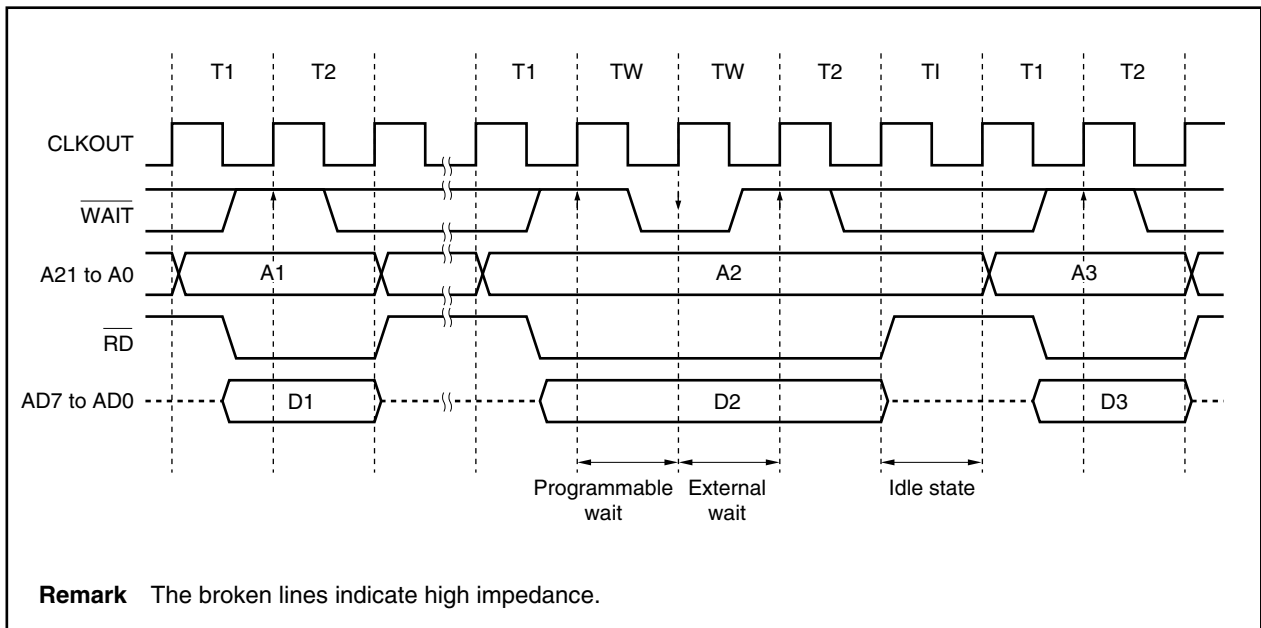 T1 T2 T1 TW TW T2 TI T1 T2
CLKOUT
WAIT
A21 to A0 A1 A2 A3
RD
AD7 to AD0 D1 D2 D3
Programmable wait
External wait
Idle state
Remark The broken lines indicate high impedance.